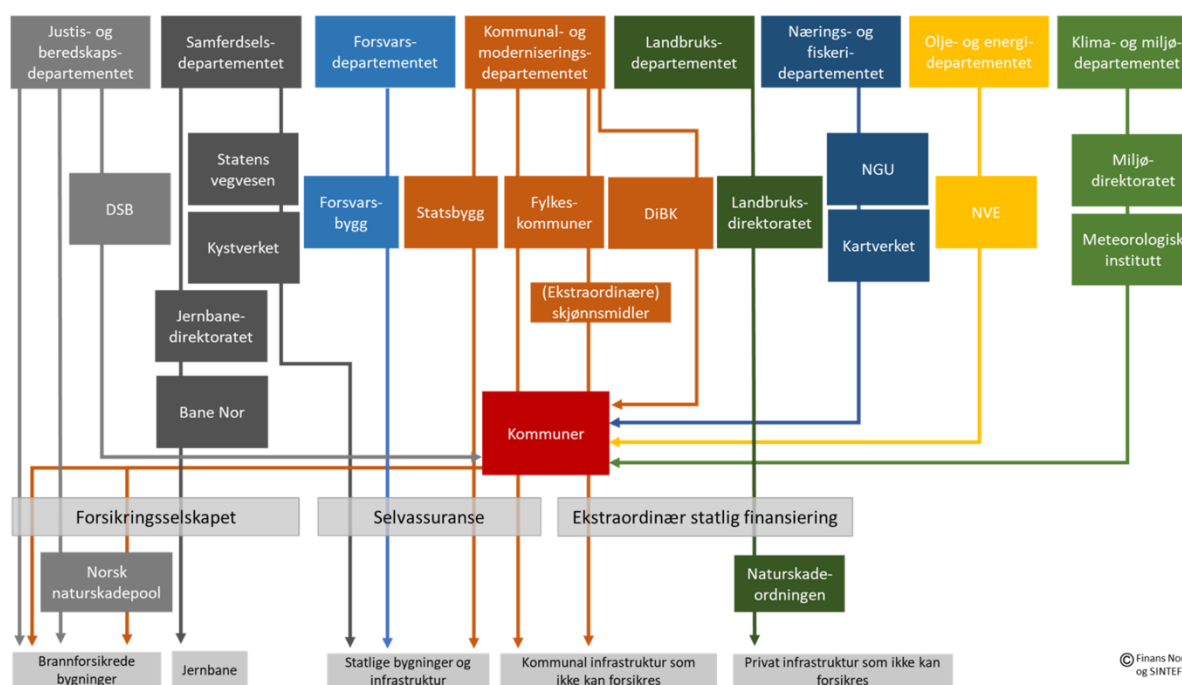 Justis- og
beredskaps-
departementet
Samferdsels-
departementet
Forsvars-
departementet
Kommunal- og
moderniserings-
departementet
Landbruks-
departementet
Nærings- og
fiskeri-
departementet
Olje- og energi-
departementet
Klima- og miljø-
departementet
DSB
Statens
vegvesen
Kystverket
Forsvars-
bygg
Statsbygg
Fylkes-
kommuner
DiBK
Landbruks-
direktoratet
NGU
Kartverket
NVE
Miljø-
direktoratet
Meteorologisk
institutt
(Ekstraordinære)
skjønnsmidler
Jernbane-
direktoratet
Bane Nor
Kommuner
Forsikringsselskapet
Selvassuranse
Ekstraordinær statlig finansiering
Norsk
naturskadepool
Naturskade-
ordningen
Brannforsikrede
bygninger
Jernbane
Statlige bygninger og
infrastruktur
Kommunal infrastruktur som
ikke kan forsikres
Privat infrastruktur som ikke kan
forsikres
© Finans Nor
og SINTEF